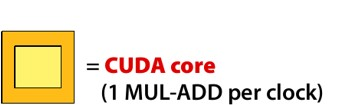 = CUDA core
(1 MUL-ADD per clock)